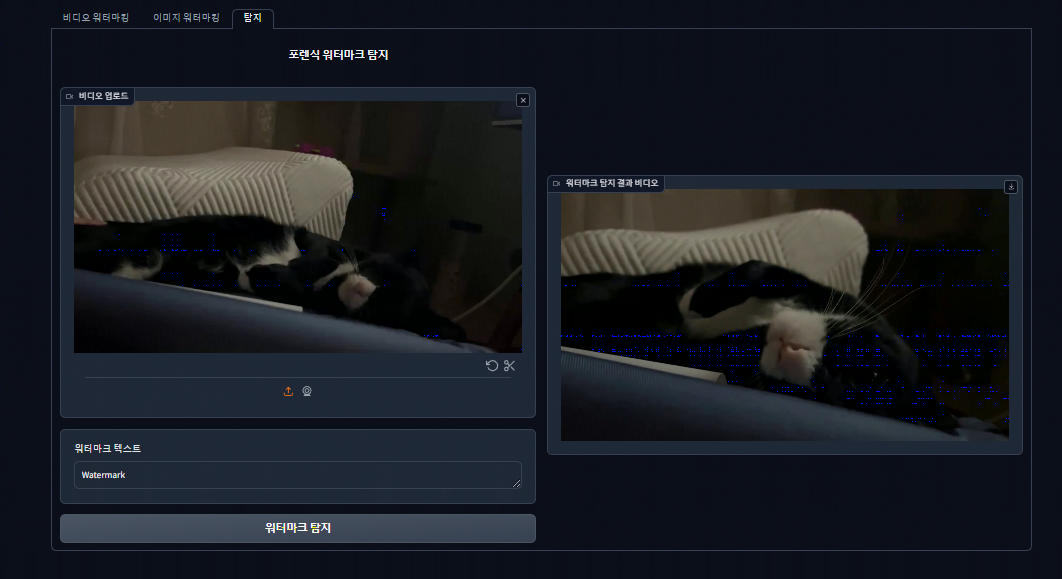 비디오 워터마킹
이미지 워터마킹
탐지
포렌식 워터마크 탐지
비디오 업로드
워터마크 탐지 결과 비디오
워터마크 텍스트
Watermark
워터마크 탐지